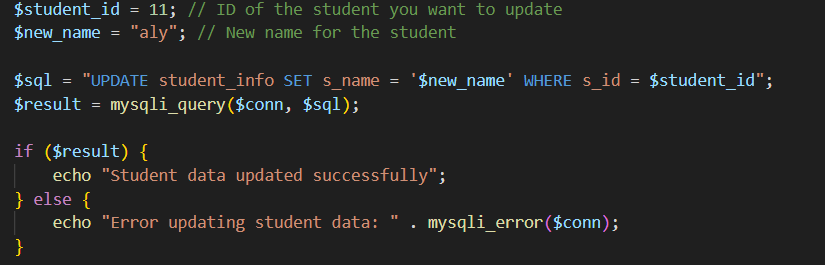 $student_id = 11; // ID of the student you want to update
$new_name = "aly"; // New name for the student
$sql = "UPDATE student_info SET s_name = '$new_name' WHERE s_id = $student_id";
$result = mysqli_query($conn, $sql);
if ($result) {
    echo "Student data updated successfully";
} else {
    echo "Error updating student data: " . mysqli_error($conn);
}